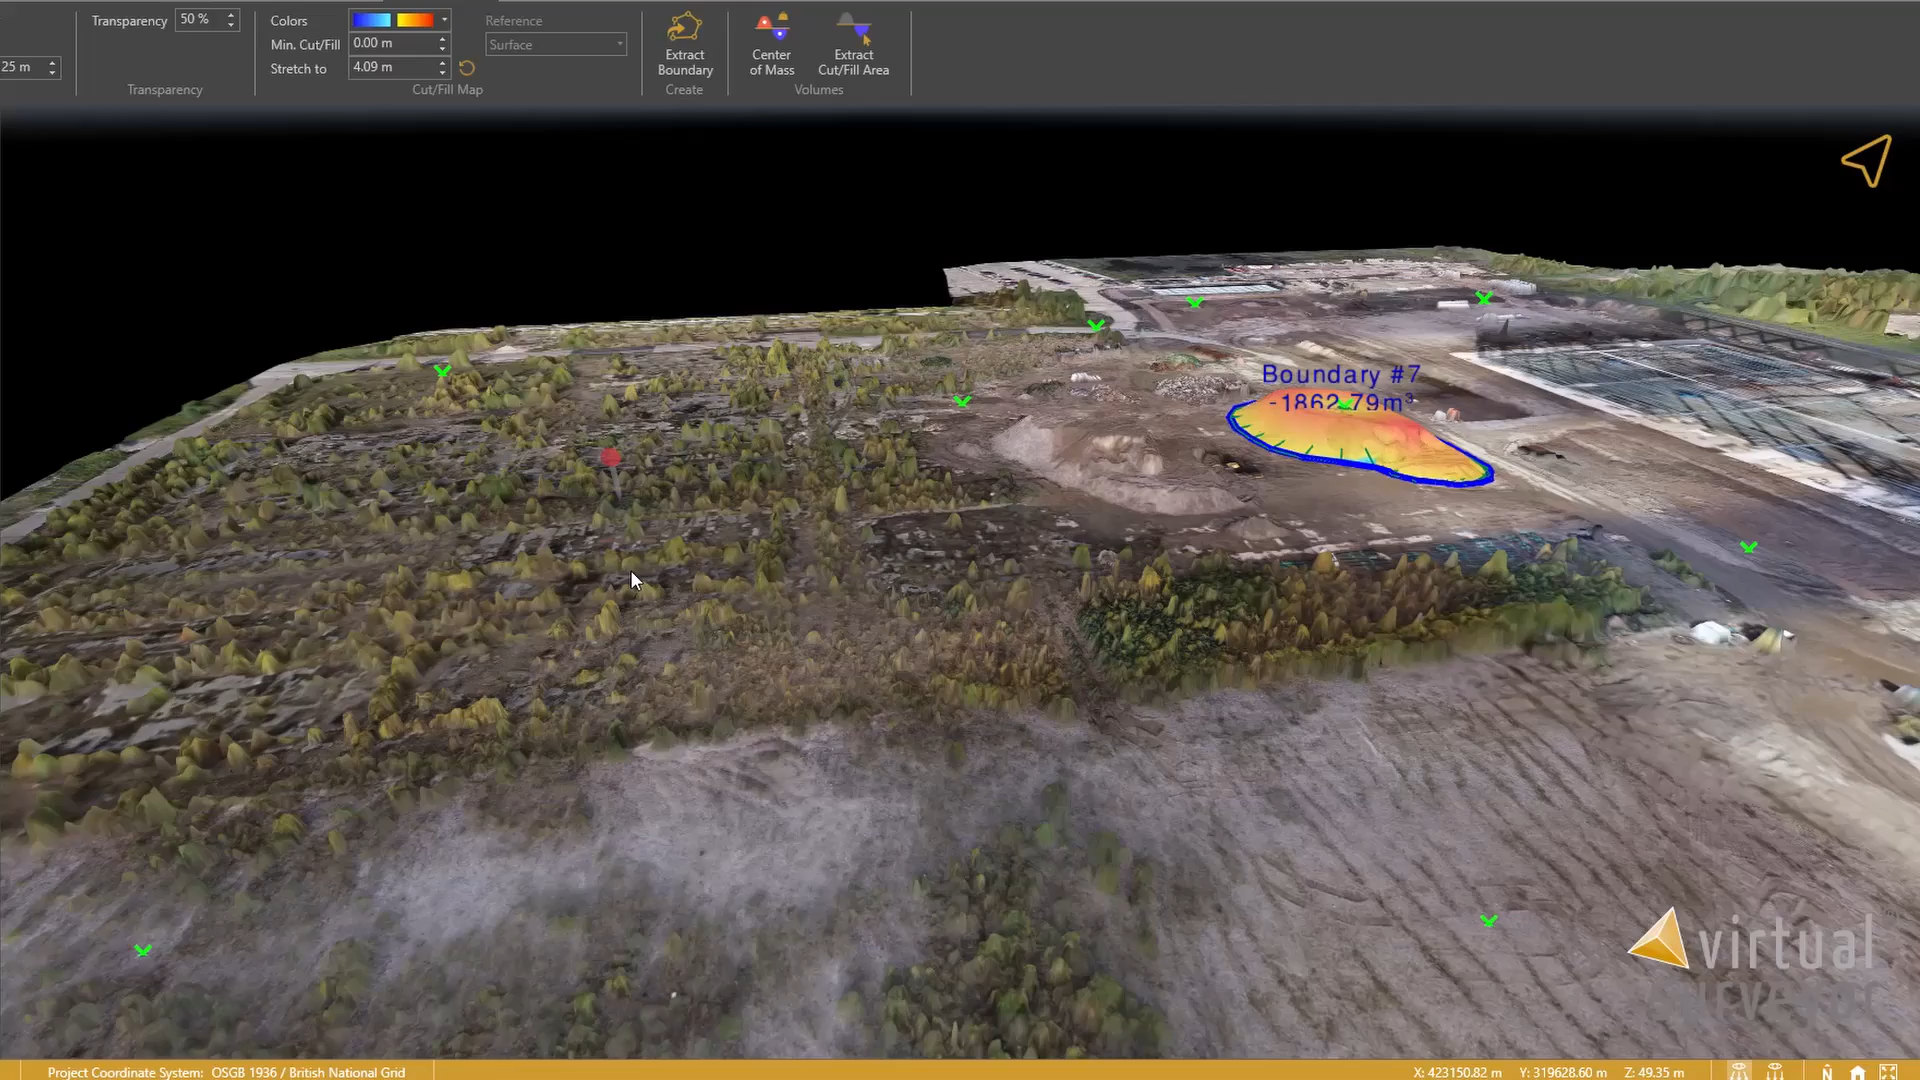 Transparency 50 %
Colors
Reference
Min. Cut/Fill 0.00 m
Surface
25 m
Stretch to 4.09 m
Extract Boundary
Center of Mass
Extract Cut/Fill Area
Transparency
Cut/Fill Map
Create
Volumes
Boundary #7
-1862.79m³
virtual
surveyor
Project Coordinate System: OSGB 1936 / British National Grid
X: 423150.82 m Y: 319628.60 m Z: 49.35 m
N